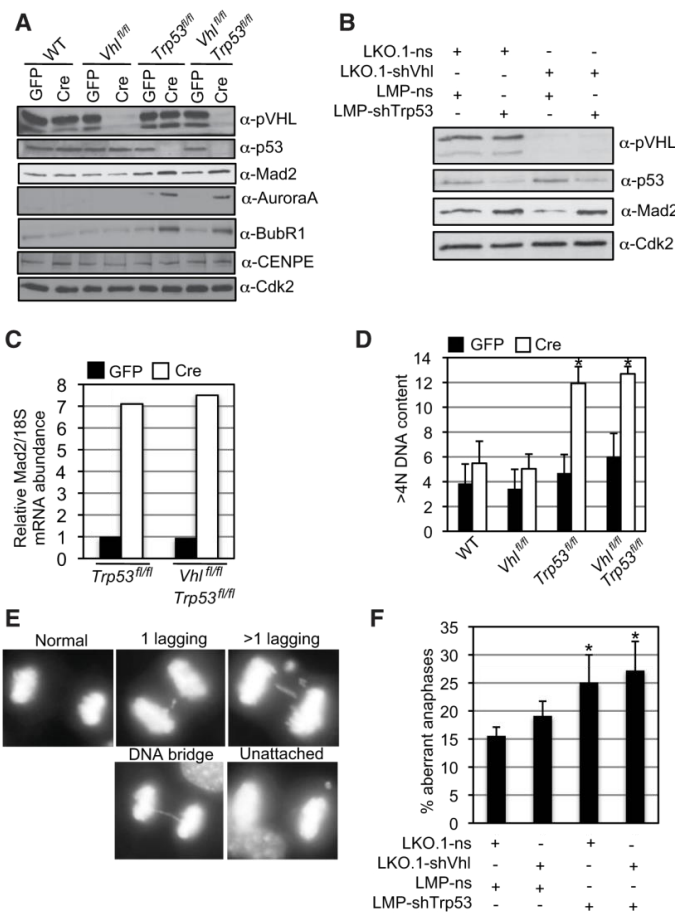 A
WT
Vhl fl/fl
Trp53 fl/fl
Vhl fl/fl
Trp53 fl/fl
GFP Cre GFP Cre GFP Cre GFP Cre
α-pVHL
α-p53
α-Mad2
α-AuroraA
α-BubR1
α-CENPE
α-Cdk2
B
LKO.1-ns + + - -
LKO.1-shVhl - - + +
LMP-ns + - + -
LMP-shTrp53 - + - +
α-pVHL
α-p53
α-Mad2
α-Cdk2
C
GFP Cre
Relative Mad2/18S
mRNA abundance
8
7
6
5
4
3
2
1
0
Trp53 fl/fl
Vhl fl/fl
Trp53 fl/fl
D
GFP Cre
>4N DNA content
14
12
10
8
6
4
2
0
* *
WT
Vhl fl/fl
Trp53 fl/fl
Vhl fl/fl
Trp53 fl/fl
E
Normal 1 lagging >1 lagging
DNA bridge Unattached
F
% aberrant anaphases
35
30
25
20
15
10
5
0
* *
LKO.1-ns + - + -
LKO.1-shVhl - + - +
LMP-ns + + - -
LMP-shTrp53 - - + +